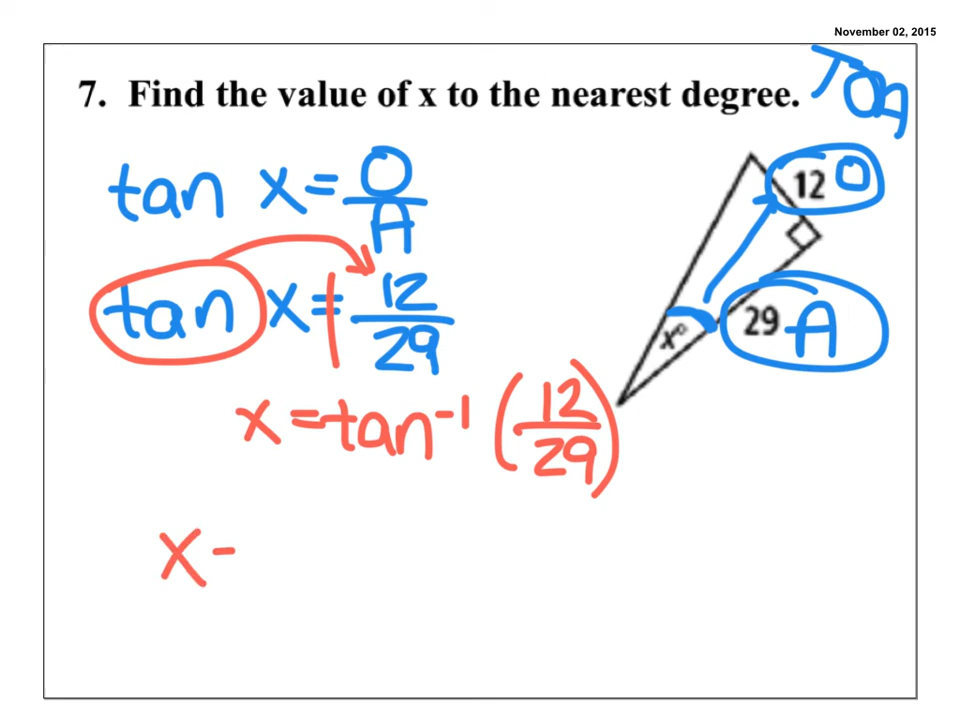 November 02, 2015
7. Find the value of x to the nearest degree.
Tan
tan x = O/A
12 O
tan x = 12/29
29 A
x°
x = tan⁻¹ (12/29)
x -